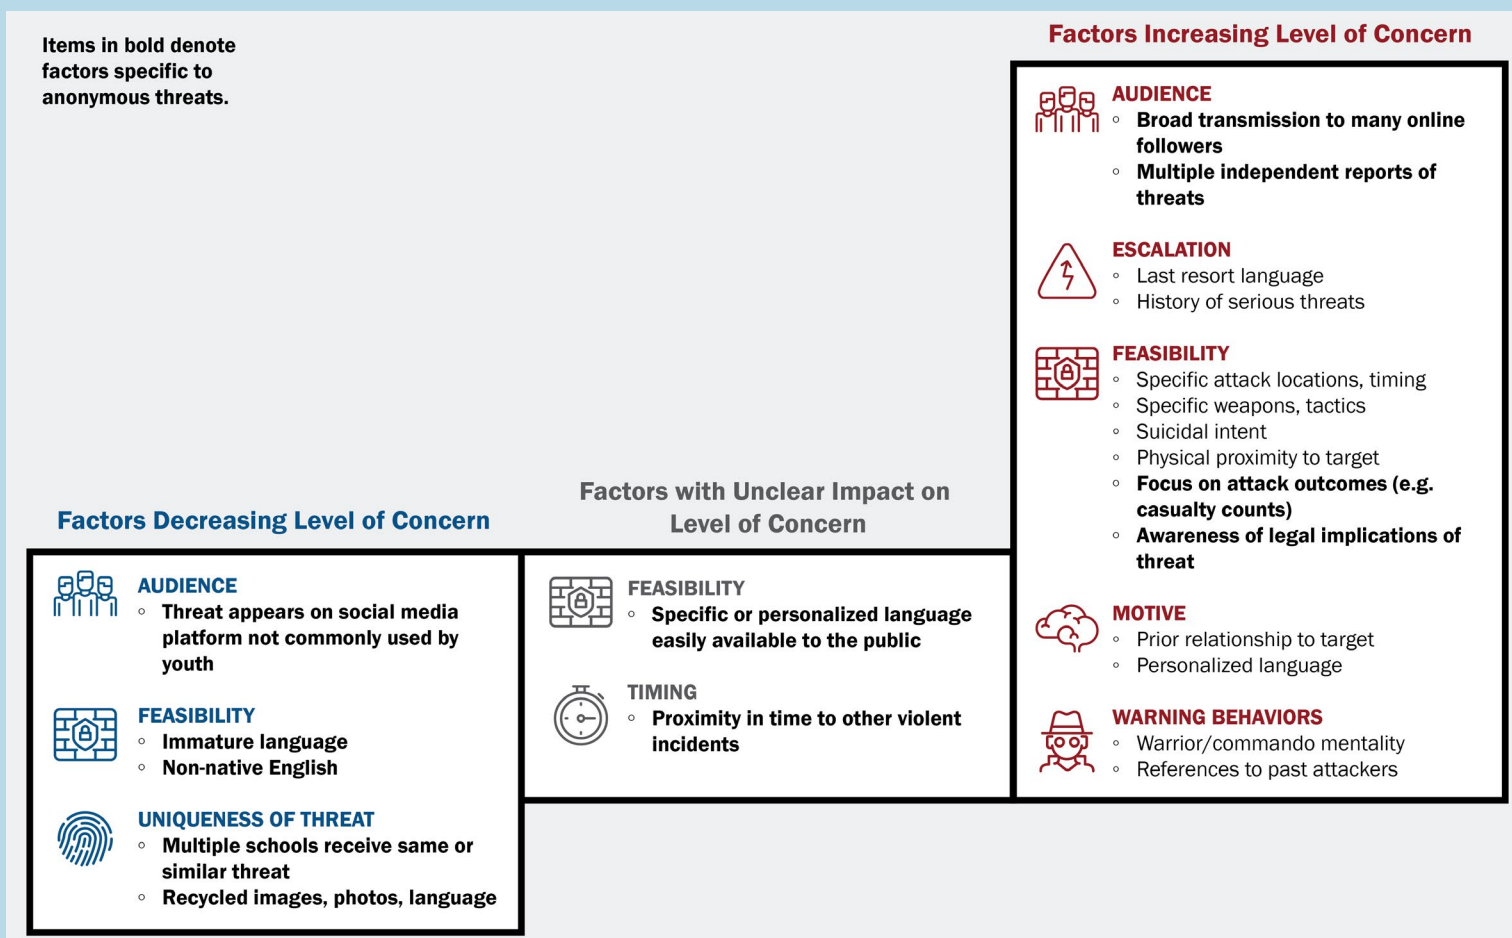 Items in bold denote
factors specific to
anonymous threats.
Factors Decreasing Level of Concern
AUDIENCE
◦ Threat appears on social media
platform not commonly used by
youth
FEASIBILITY
◦ Immature language
◦ Non-native English
UNIQUENESS OF THREAT
◦ Multiple schools receive same or
similar threat
◦ Recycled images, photos, language
Factors with Unclear Impact on
Level of Concern
FEASIBILITY
◦ Specific or personalized language
easily available to the public
TIMING
◦ Proximity in time to other violent
incidents
Factors Increasing Level of Concern
AUDIENCE
◦ Broad transmission to many online
followers
◦ Multiple independent reports of
threats
ESCALATION
◦ Last resort language
◦ History of serious threats
FEASIBILITY
◦ Specific attack locations, timing
◦ Specific weapons, tactics
◦ Suicidal intent
◦ Physical proximity to target
◦ Focus on attack outcomes (e.g.
casualty counts)
◦ Awareness of legal implications of
threat
MOTIVE
◦ Prior relationship to target
◦ Personalized language
WARNING BEHAVIORS
◦ Warrior/commando mentality
◦ References to past attackers